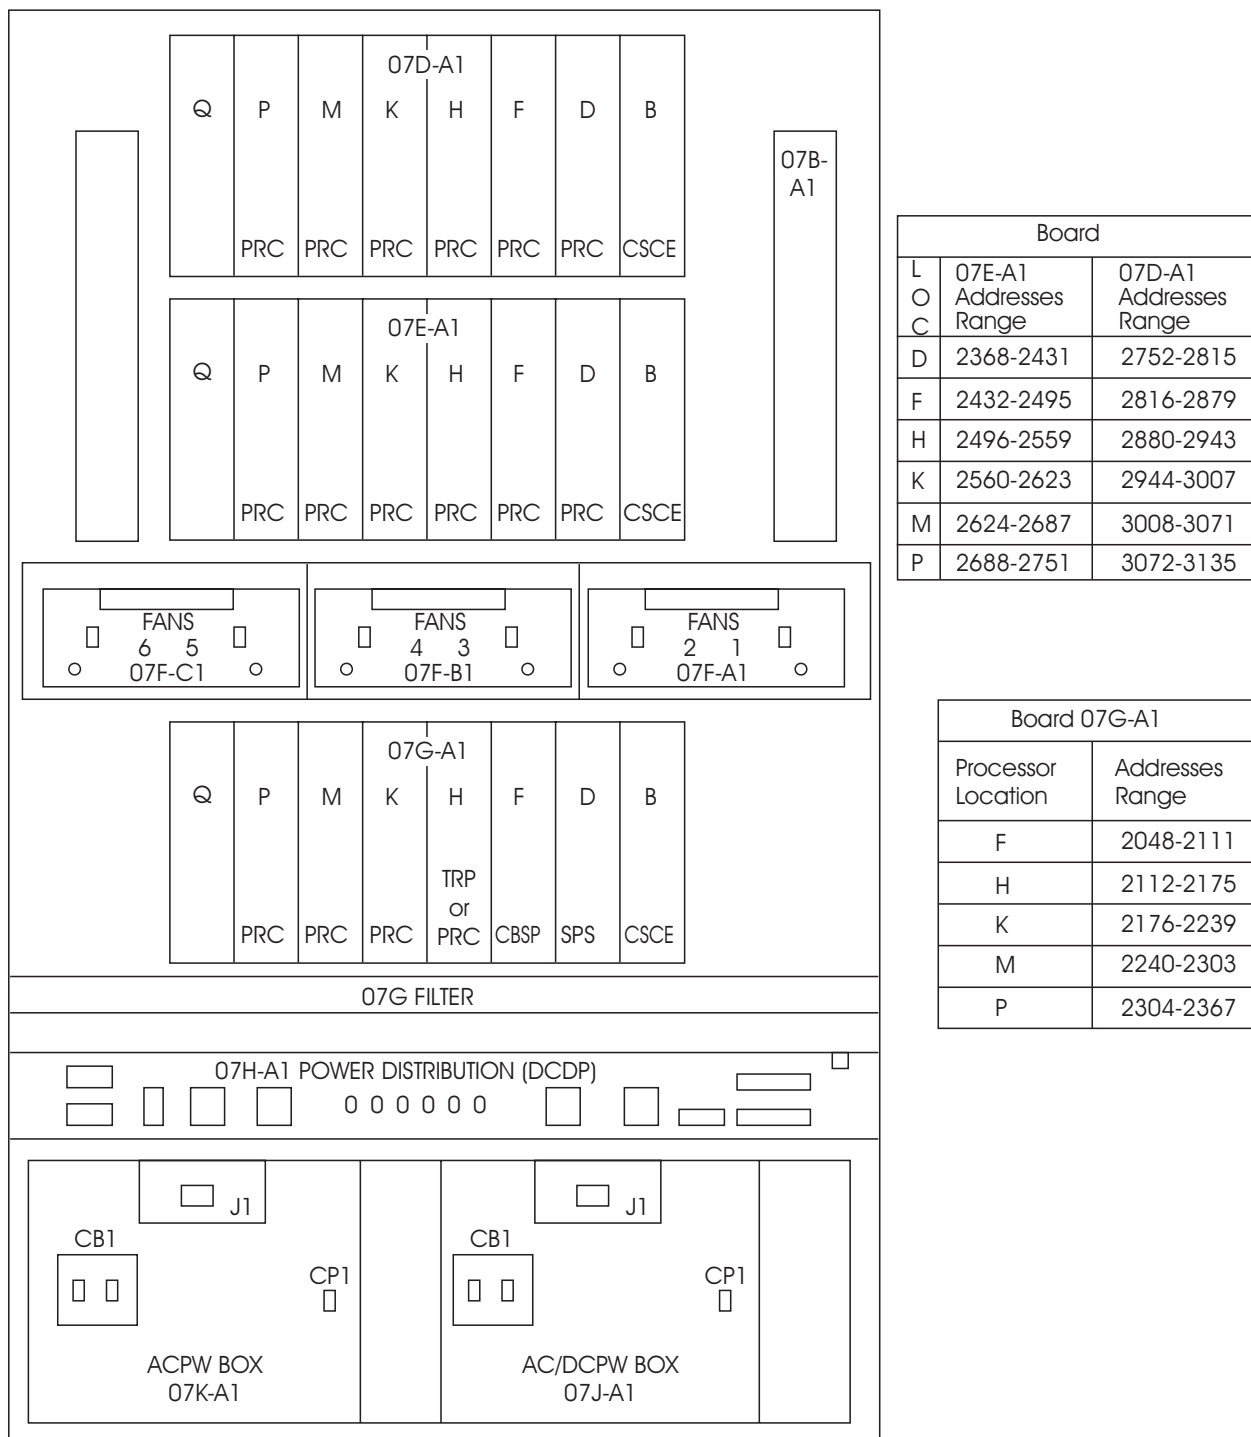 07D-A1
Q P M K H F D B
PRC PRC PRC PRC PRC PRC CSCE
07B-
A1
07E-A1
Q P M K H F D B
PRC PRC PRC PRC PRC PRC CSCE
FANS
6 5
07F-C1
FANS
4 3
07F-B1
FANS
2 1
07F-A1
07G-A1
Q P M K H F D B
TRP
or
PRC PRC PRC PRC CBSP SPS CSCE
07G FILTER
07H-A1 POWER DISTRIBUTION (DCDP)
0 0 0 0 0 0
J1
CB1
CP1
ACPW BOX
07K-A1
J1
CB1
CP1
AC/DCPW BOX
07J-A1
Board
L
O
C
07E-A1
Addresses
Range
07D-A1
Addresses
Range
D 2368-2431 2752-2815
F 2432-2495 2816-2879
H 2496-2559 2880-2943
K 2560-2623 2944-3007
M 2624-2687 3008-3071
P 2688-2751 3072-3135
Board 07G-A1
Processor
Location
Addresses
Range
F 2048-2111
H 2112-2175
K 2176-2239
M 2240-2303
P 2304-2367